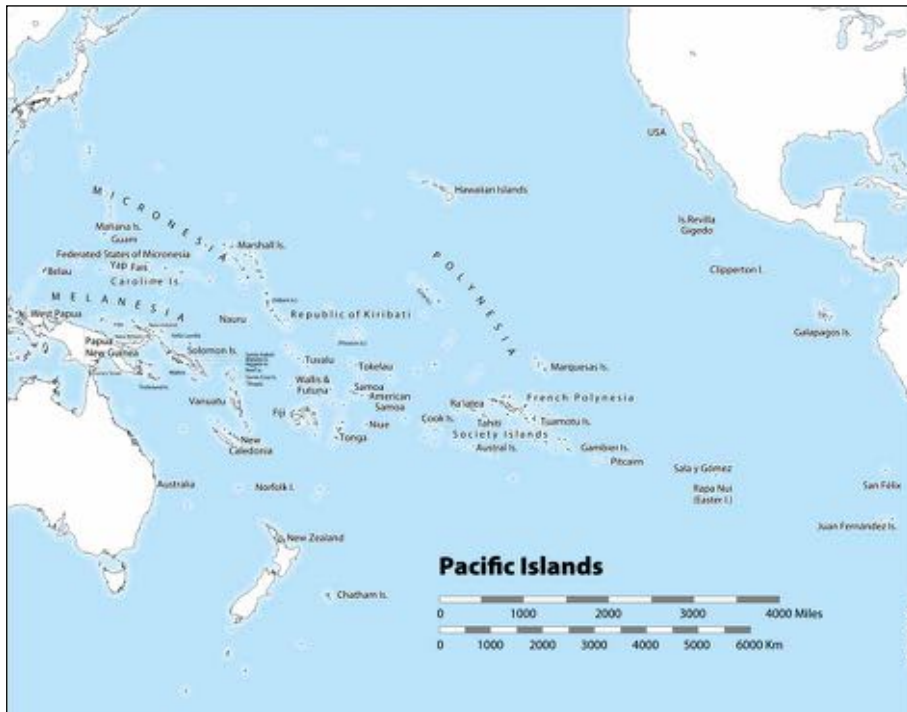 USA
Hawaiian Islands
MICRONESIA
Is.Revilla
Gigedo
Mariana Is.
Guam
Marshall Is.
Federated States of Micronesia
Yap Fais
Belau
Caroline Is.
POLYNESIA
Clipperton I.
MELANESIA
West Papua
Nauru
Republic of Kiribati
Galapagos Is.
Papua
New Guinea
Solomon Is.
Tuvalu
Tokelau
Marquesas Is.
Wallis &
Futuna
Samoa
American
Samoa
Vanuatu
Fiji
Niue
Cook Is.
Ra'iatea
French Polynesia
Tahiti
Tuamotu Is.
Society Islands
Austral Is.
Gambier Is.
Pitcairn
New
Caledonia
Tonga
Sala y Gómez
Rapa Nui
(Easter I.)
San Félix
Australia
Norfolk I.
Juan Fernández Is.
New Zealand
Chatham Is.
Pacific Islands
0 1000 2000 3000 4000 Miles
0 1000 2000 3000 4000 5000 6000 Km